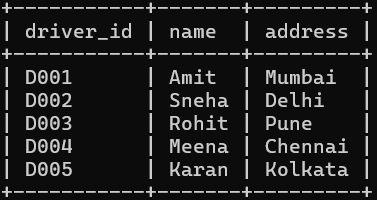 +-----------+-------+---------+
| driver_id | name  | address |
+-----------+-------+---------+
| D001      | Amit  | Mumbai  |
| D002      | Sneha | Delhi   |
| D003      | Rohit | Pune    |
| D004      | Meena | Chennai |
| D005      | Karan | Kolkata |
+-----------+-------+---------+